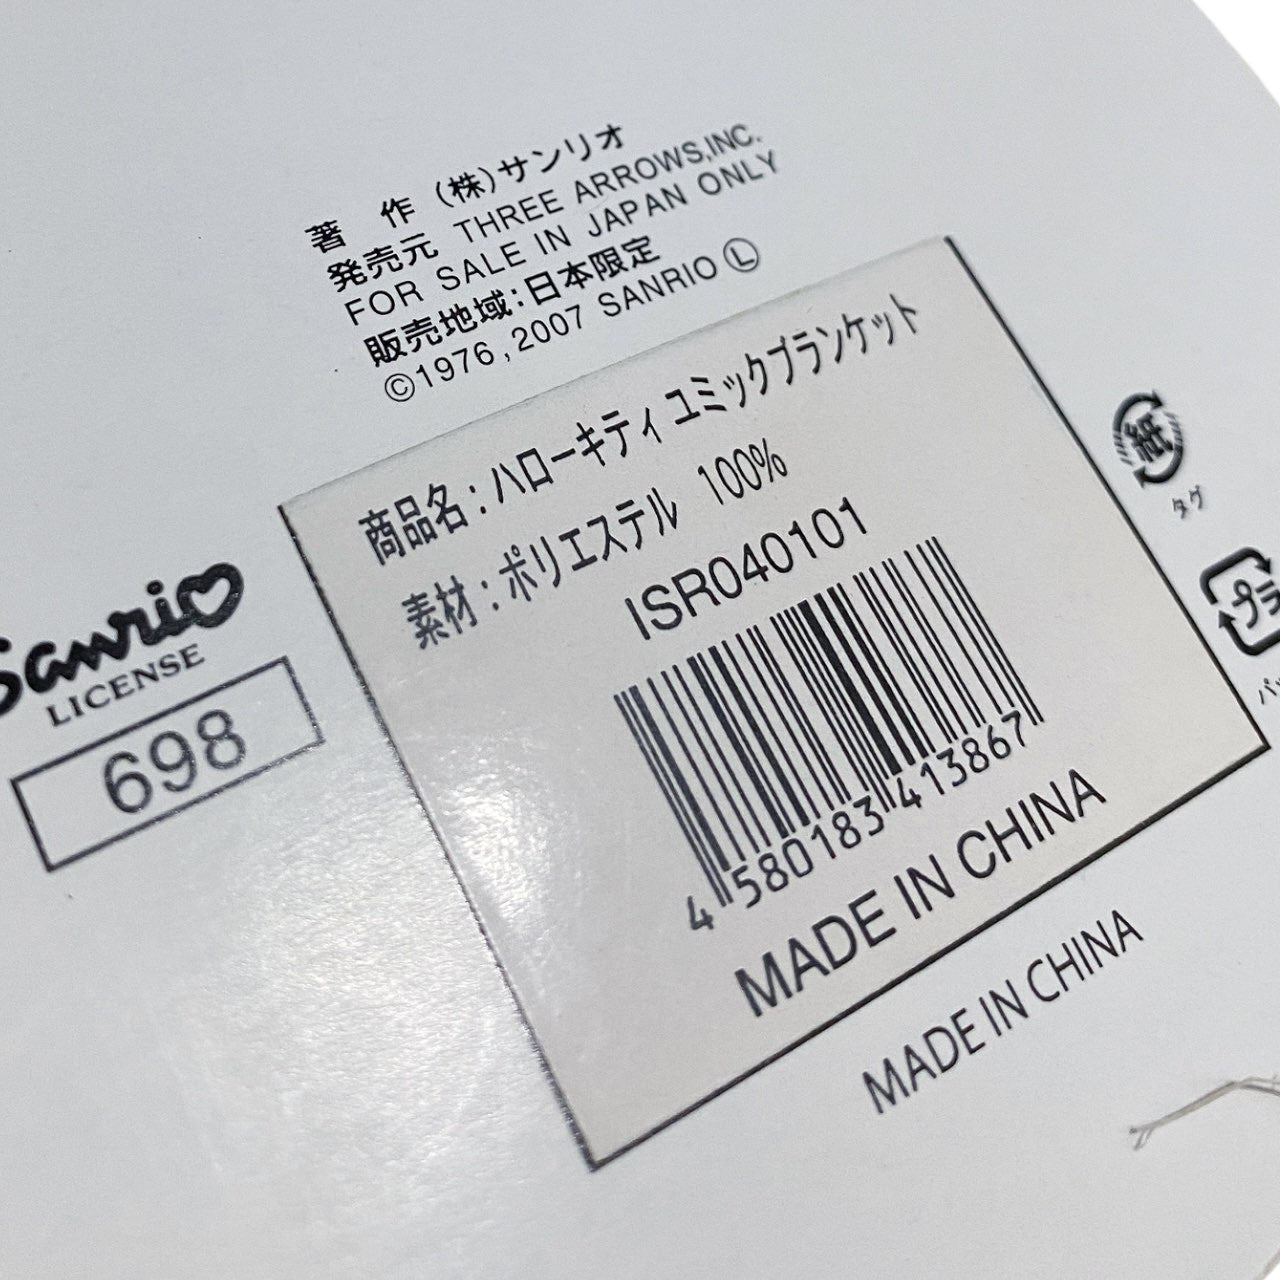 著　作 (株)サンリオ
発売元 THREE ARROWS,INC.
FOR SALE IN JAPAN ONLY
販売地域:日本限定
©1976,2007 SANRIO Ⓛ
商品名:ハローキティ ユミックブランケット
素材:ポリエステル 100%
ISR040101
4 580183 413867
MADE IN CHINA
MADE IN CHINA
Sanrio
LICENSE
698
紙
タグ
プラ